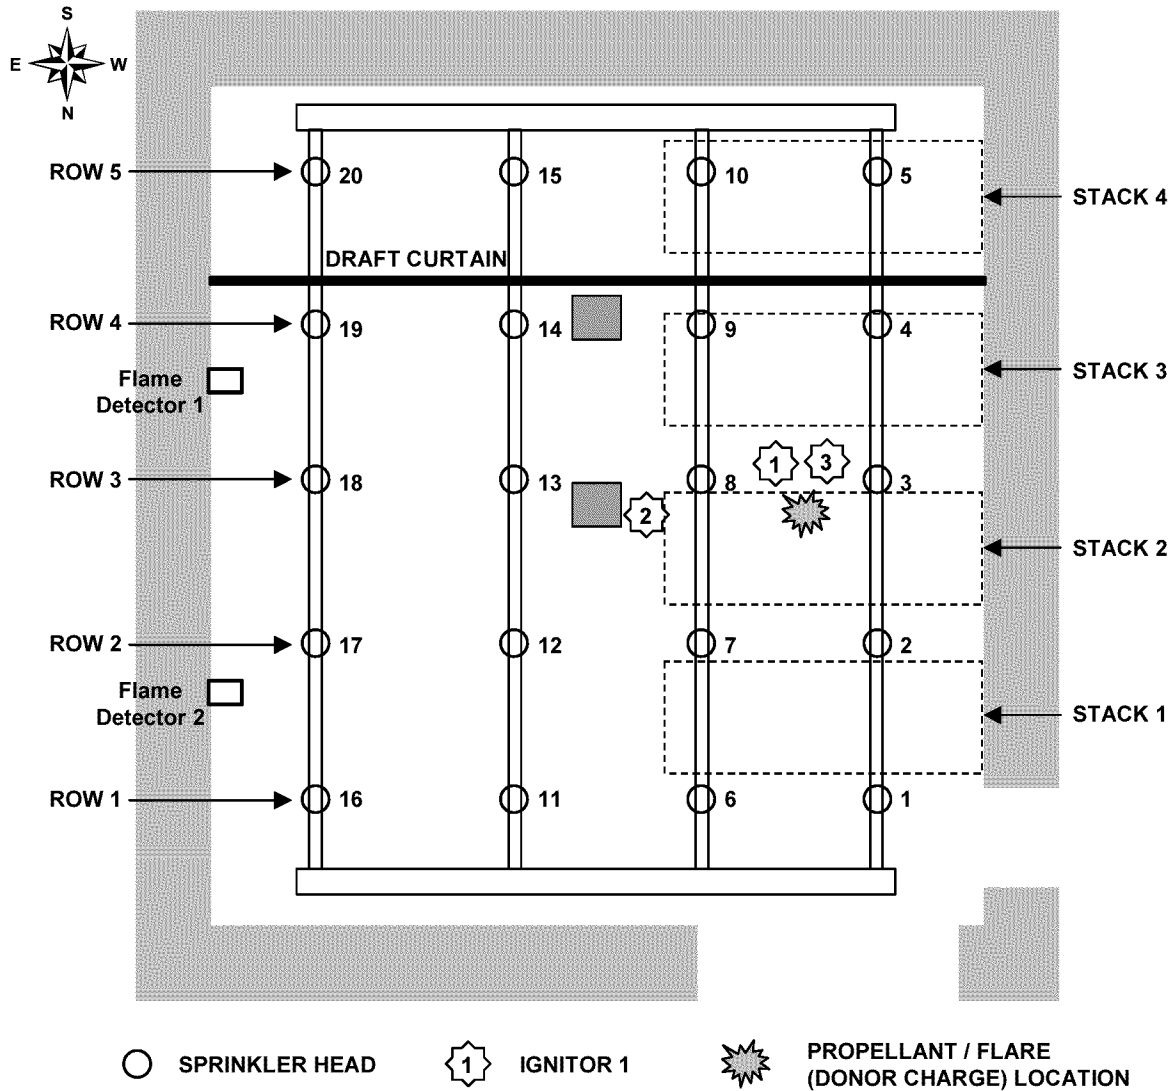 S
E W
N
ROW 5
20
15
10
5
STACK 4
DRAFT CURTAIN
ROW 4
19
14
9
4
Flame
Detector 1
STACK 3
1
3
ROW 3
18
13
8
3
2
STACK 2
ROW 2
17
12
7
2
Flame
Detector 2
STACK 1
ROW 1
16
11
6
1
SPRINKLER HEAD
1
IGNITOR 1
PROPELLANT / FLARE
(DONOR CHARGE) LOCATION